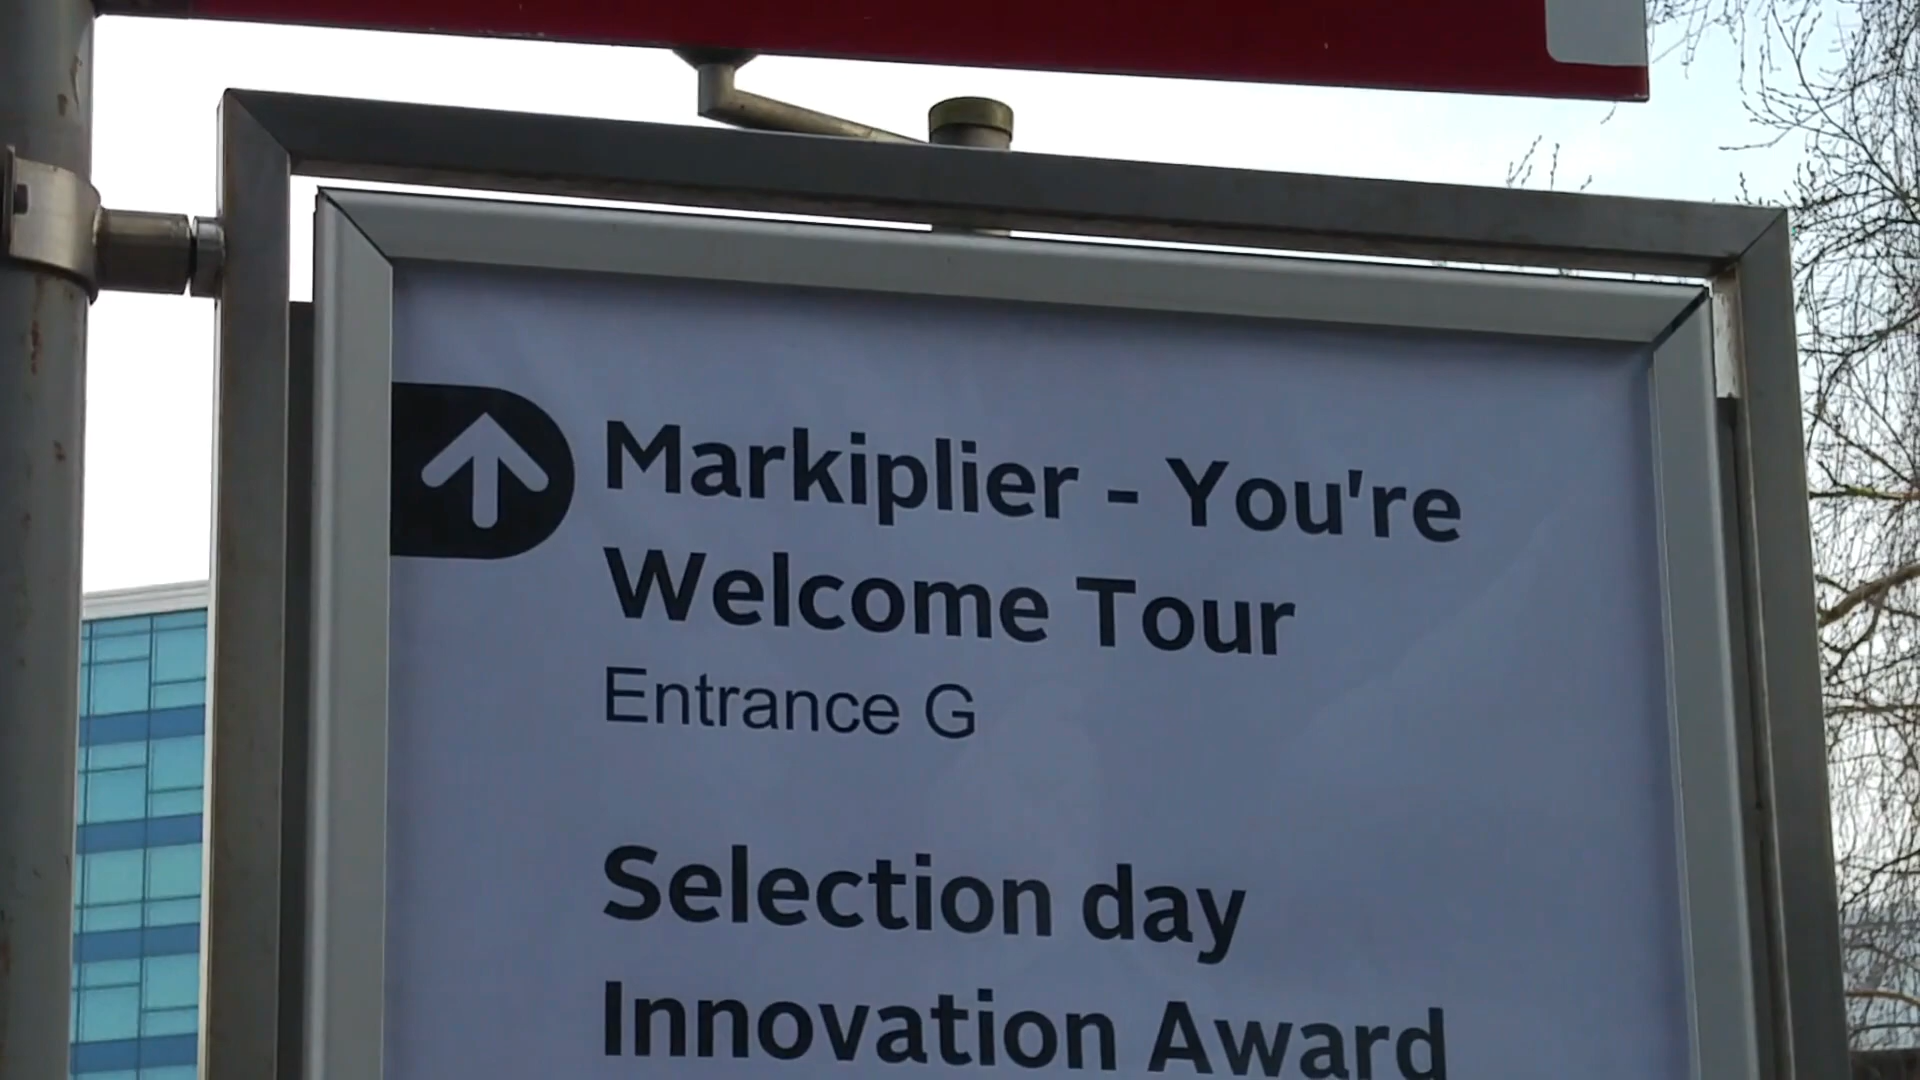 Markiplier - You're
Welcome Tour
Entrance G
Selection day
Innovation Award